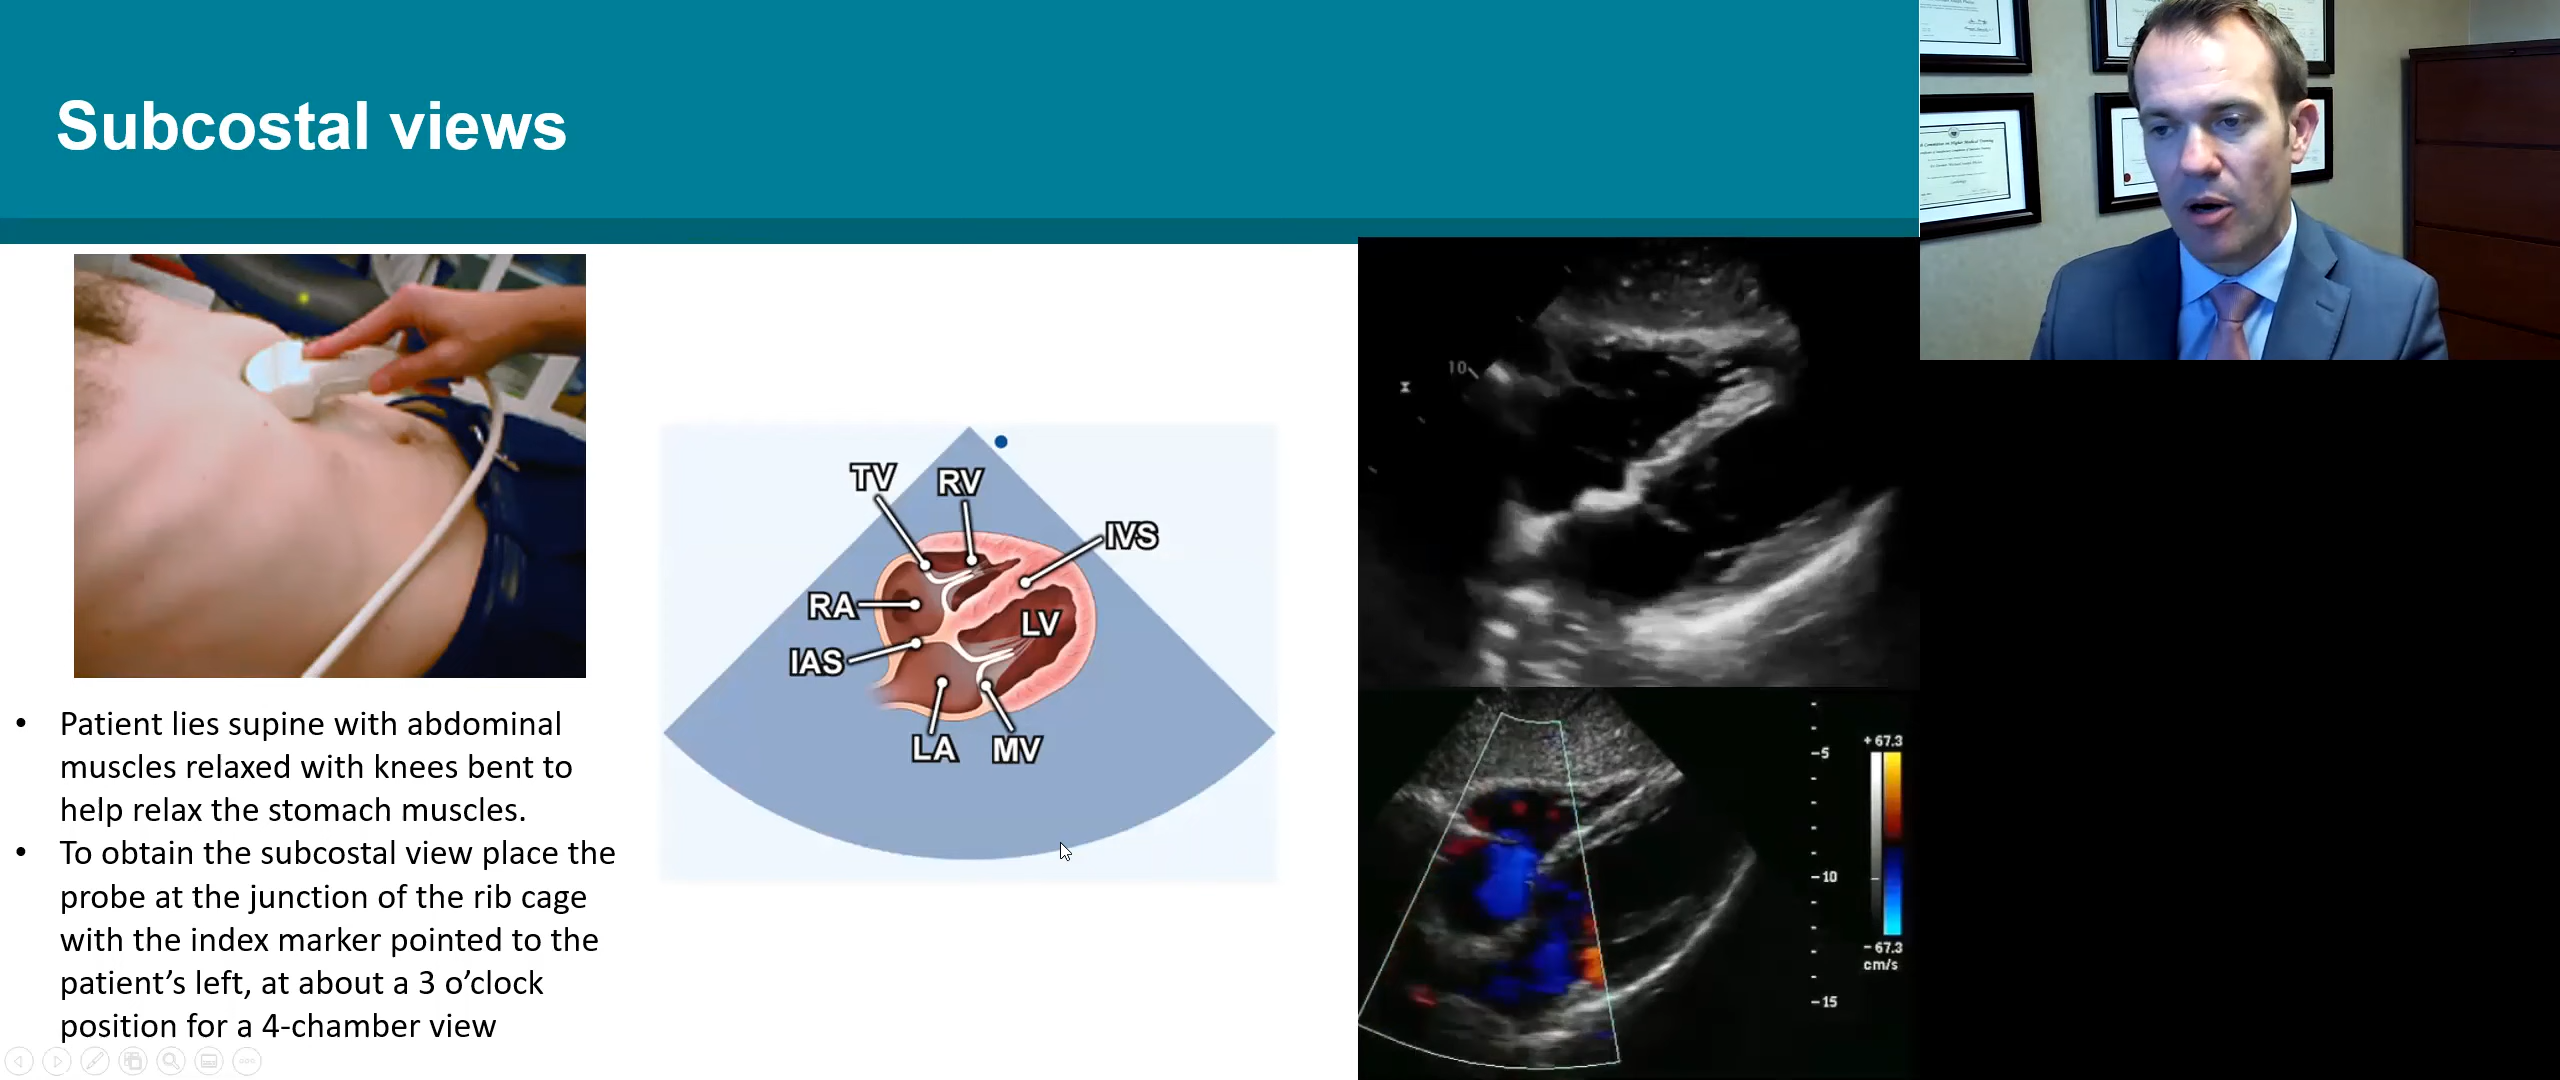 Subcostal views
TV
RV
IVS
RA
LV
IAS
LA
MV
• Patient lies supine with abdominal
muscles relaxed with knees bent to
help relax the stomach muscles.
• To obtain the subcostal view place the
probe at the junction of the rib cage
with the index marker pointed to the
patient’s left, at about a 3 o’clock
position for a 4-chamber view
10
5
10
15
+ 67.3
- 67.3
cm/s